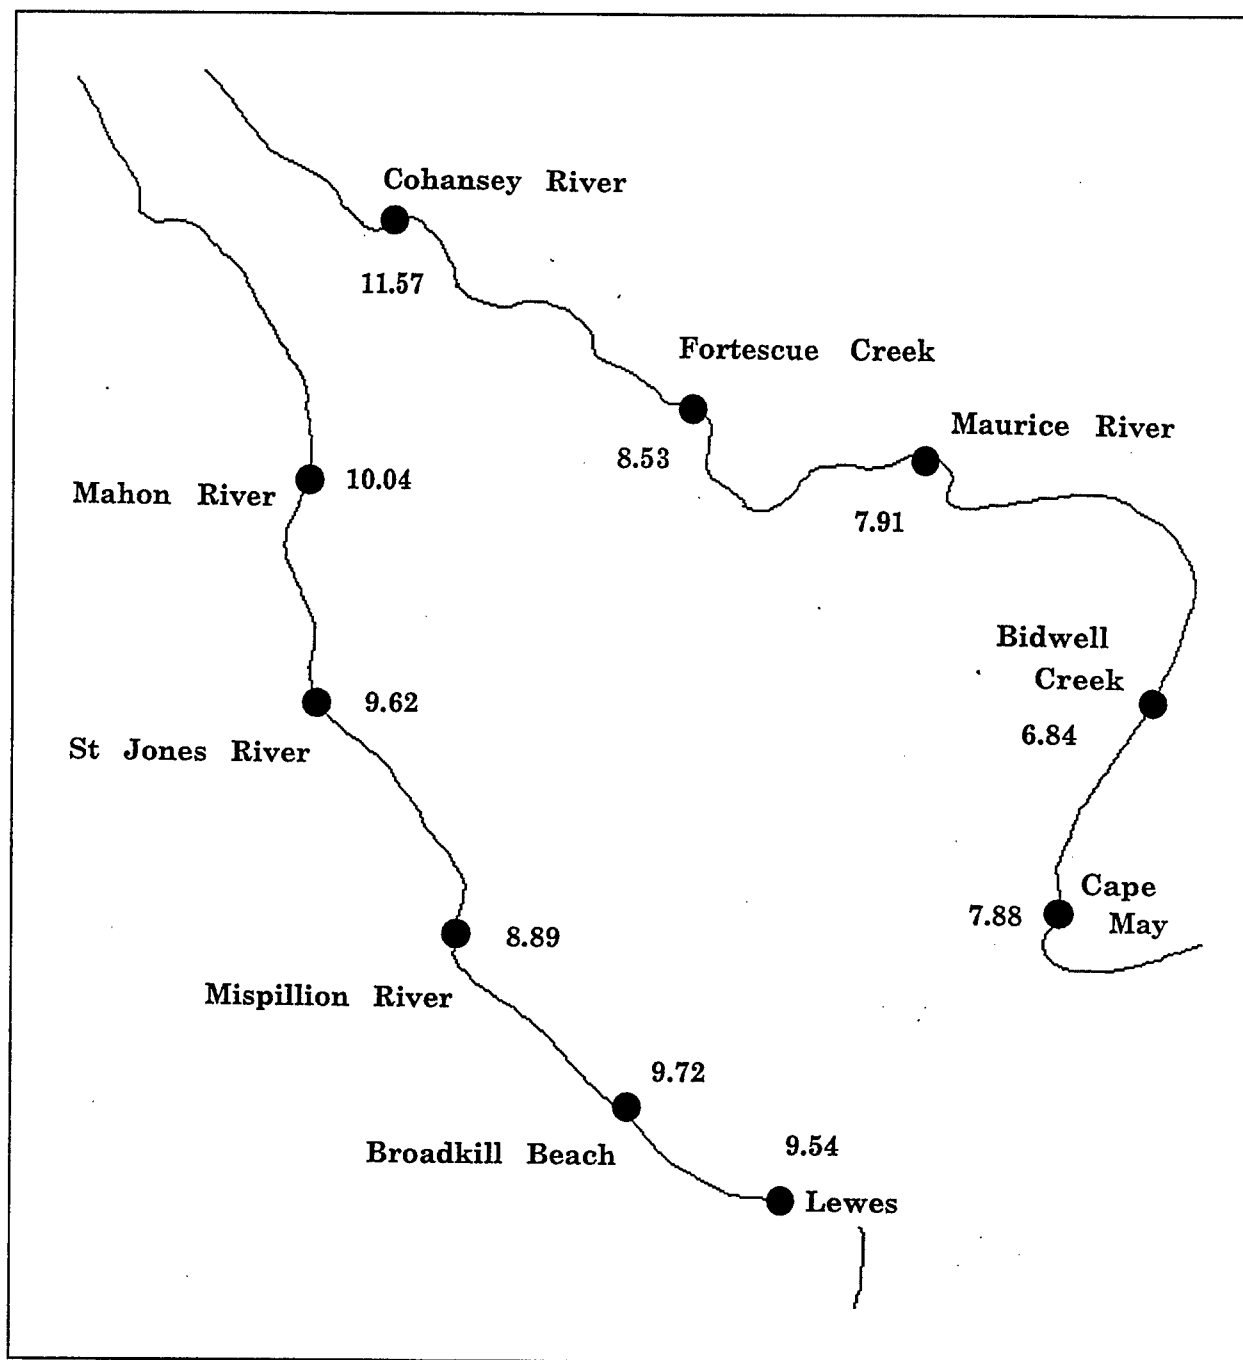 Cohansey River
11.57
Fortescue Creek
8.53
Maurice River
7.91
Mahon River
10.04
Bidwell
Creek
6.84
St Jones River
9.62
Cape
May
7.88
Mispillion River
8.89
Broadkill Beach
9.72
Lewes
9.54